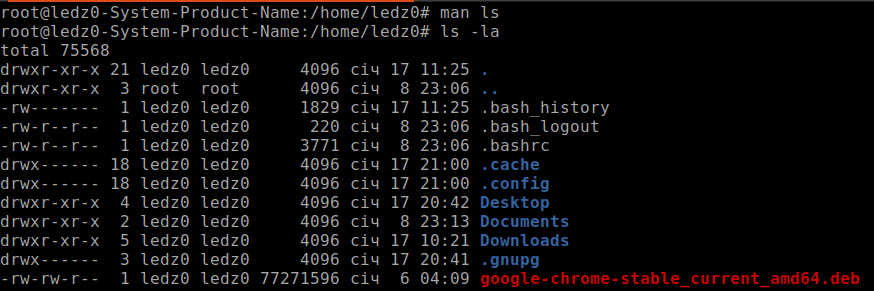 root@ledz0-System-Product-Name:/home/ledz0# man ls
root@ledz0-System-Product-Name:/home/ledz0# ls -la
total 75568
drwxr-xr-x 21 ledz0 ledz0     4096 січ 17 11:25 .
drwxr-xr-x  3 root  root      4096 січ  8 23:06 ..
-rw-------  1 ledz0 ledz0     1829 січ 17 11:25 .bash_history
-rw-r--r--  1 ledz0 ledz0      220 січ  8 23:06 .bash_logout
-rw-r--r--  1 ledz0 ledz0     3771 січ  8 23:06 .bashrc
drwx------ 18 ledz0 ledz0     4096 січ 17 21:00 .cache
drwx------ 18 ledz0 ledz0     4096 січ 17 21:00 .config
drwxr-xr-x  4 ledz0 ledz0     4096 січ 17 20:42 Desktop
drwxr-xr-x  2 ledz0 ledz0     4096 січ  8 23:13 Documents
drwxr-xr-x  5 ledz0 ledz0     4096 січ 17 10:21 Downloads
drwx------  3 ledz0 ledz0     4096 січ 17 20:41 .gnupg
-rw-rw-r--  1 ledz0 ledz0 77271596 січ  6 04:09 google-chrome-stable_current_amd64.deb